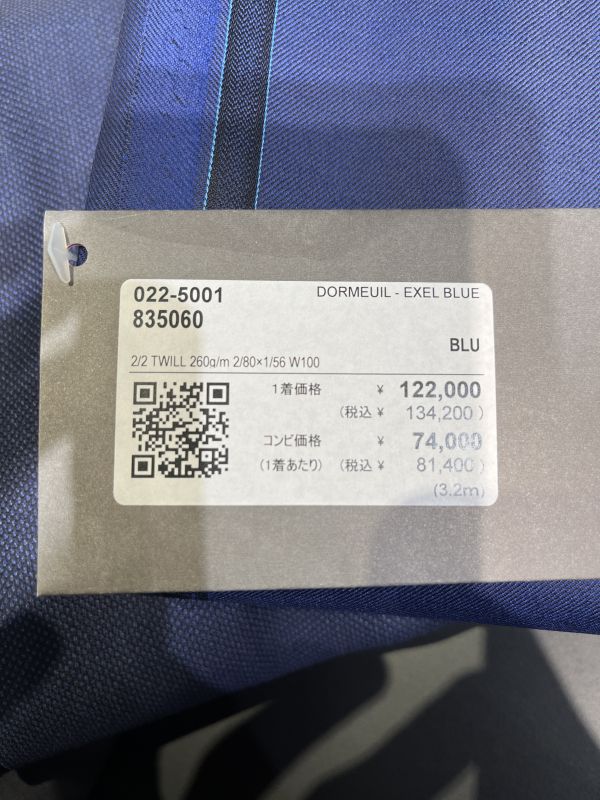 022-5001 DORMEUIL - EXEL BLUE
835060
BLU
2/2 TWILL 260g/m 2/80×1/56 W100
1着価格 ¥ 122,000
(税込 ¥ 134,200 )
コンビ価格 ¥ 74,000
(1着あたり) (税込 ¥ 81,400 )
(3.2m)